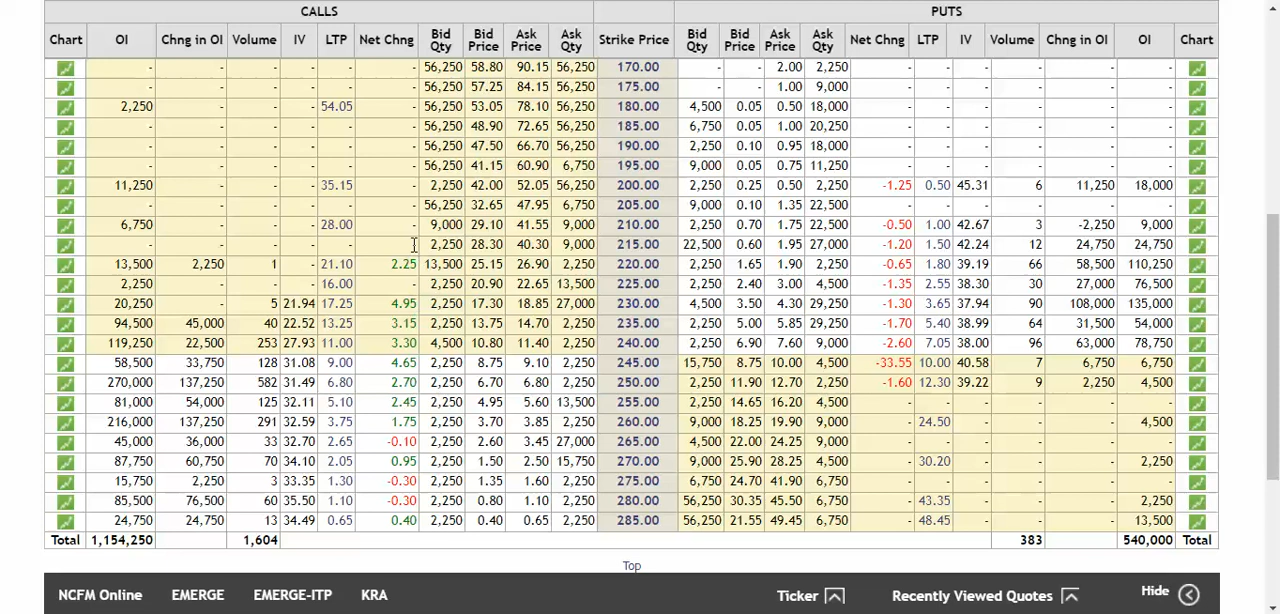 CALLS PUTS
Chart OI Chng in OI Volume IV LTP Net Chng Bid Qty Bid Price Ask Price Ask Qty Strike Price Bid Qty Bid Price Ask Price Ask Qty Net Chng LTP IV Volume Chng in OI OI Chart
- - - - - - 56,250 58.80 90.15 56,250 170.00 - - 2.00 2,250 - - - - - -
- - - - - - 56,250 57.25 84.15 56,250 175.00 - - 1.00 9,000 - - - - - -
2,250 - - - 54.05 - 56,250 53.05 78.10 56,250 180.00 4,500 0.05 0.50 18,000 - - - - - -
- - - - - - 56,250 48.90 72.65 56,250 185.00 6,750 0.05 1.00 20,250 - - - - - -
- - - - - - 56,250 47.50 66.70 56,250 190.00 2,250 0.10 0.95 18,000 - - - - - -
- - - - - - 56,250 41.15 60.90 6,750 195.00 9,000 0.05 0.75 11,250 - - - - - -
11,250 - - - 35.15 - 2,250 42.00 52.05 56,250 200.00 2,250 0.25 0.50 2,250 -1.25 0.50 45.31 6 11,250 18,000
- - - - - - 56,250 32.65 47.95 6,750 205.00 9,000 0.10 1.35 22,500 - - - - - -
6,750 - - - 28.00 - 9,000 29.10 41.55 9,000 210.00 2,250 0.70 1.75 22,500 -0.50 1.00 42.67 3 -2,250 9,000
- - - - - - 2,250 28.30 40.30 9,000 215.00 22,500 0.60 1.95 27,000 -1.20 1.50 42.24 12 24,750 24,750
13,500 2,250 1 - 21.10 2.25 13,500 25.15 26.90 2,250 220.00 2,250 1.65 1.90 2,250 -0.65 1.80 39.19 66 58,500 110,250
2,250 - - - 16.00 - 2,250 20.90 22.65 13,500 225.00 2,250 2.40 3.00 4,500 -1.35 2.55 38.30 30 27,000 76,500
20,250 - 5 21.94 17.25 4.95 2,250 17.30 18.85 27,000 230.00 4,500 3.50 4.30 29,250 -1.30 3.65 37.94 90 108,000 135,000
94,500 45,000 40 22.52 13.25 3.15 2,250 13.75 14.70 2,250 235.00 2,250 5.00 5.85 29,250 -1.70 5.40 38.99 64 31,500 54,000
119,250 22,500 253 27.93 11.00 3.30 4,500 10.80 11.40 2,250 240.00 2,250 6.90 7.60 9,000 -2.60 7.05 38.00 96 63,000 78,750
58,500 33,750 128 31.08 9.00 4.65 2,250 8.75 9.10 2,250 245.00 15,750 8.75 10.00 4,500 -33.55 10.00 40.58 7 6,750 6,750
270,000 137,250 582 31.49 6.80 2.70 2,250 6.70 6.80 2,250 250.00 2,250 11.90 12.70 2,250 -1.60 12.30 39.22 9 2,250 4,500
81,000 54,000 125 32.11 5.10 2.45 2,250 4.95 5.60 13,500 255.00 2,250 14.65 16.20 4,500 - - - - - -
216,000 137,250 291 32.59 3.75 1.75 2,250 3.70 3.85 2,250 260.00 9,000 18.25 19.90 9,000 - 24.50 - - - 4,500
45,000 36,000 33 32.70 2.65 -0.10 2,250 2.60 3.45 27,000 265.00 4,500 22.00 24.25 9,000 - - - - - -
87,750 60,750 70 34.10 2.05 0.95 2,250 1.50 2.50 15,750 270.00 9,000 25.90 28.25 4,500 - 30.20 - - - 2,250
15,750 2,250 3 33.35 1.30 -0.30 2,250 1.35 1.60 2,250 275.00 6,750 24.70 41.90 6,750 - - - - - -
85,500 76,500 60 35.50 1.10 -0.30 2,250 0.80 1.10 2,250 280.00 56,250 30.35 45.50 6,750 - 43.35 - - - 2,250
24,750 24,750 13 34.49 0.65 0.40 2,250 0.40 0.65 2,250 285.00 56,250 21.55 49.45 6,750 - 48.45 - - - 13,500
Total 1,154,250 1,604 383 540,000 Total
Top
NCFM Online EMERGE EMERGE-ITP KRA Ticker Recently Viewed Quotes Hide